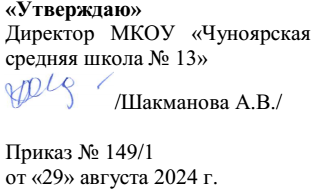 «Утверждаю»
Директор МКОУ «Чуноярская
средняя школа № 13»
/Шакманова А.В./
Приказ № 149/1
от «29» августа 2024 г.